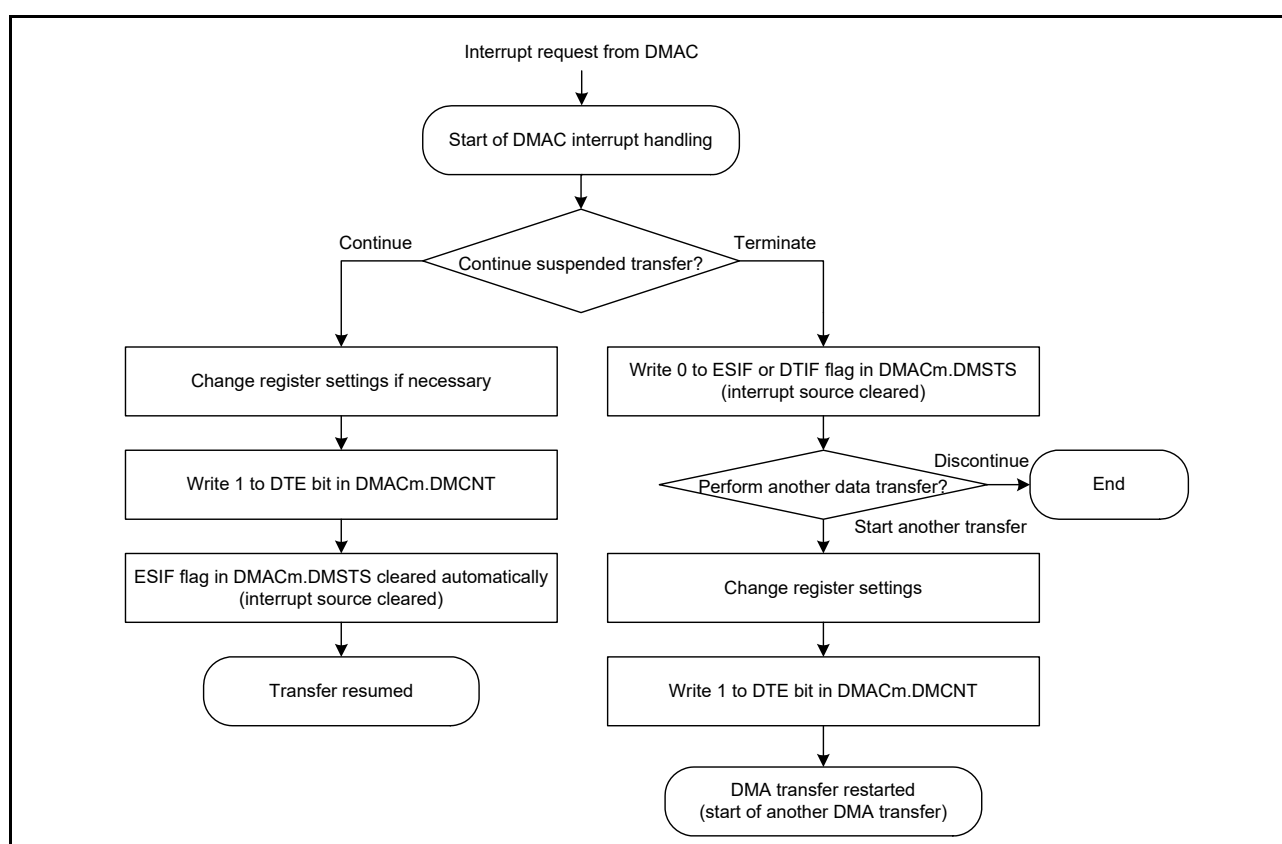 Interrupt request from DMAC
Start of DMAC interrupt handling
Continue
Terminate
Continue suspended transfer?
Change register settings if necessary
Write 1 to DTE bit in DMACm.DMCNT
ESIF flag in DMACm.DMSTS cleared automatically
(interrupt source cleared)
Transfer resumed
Write 0 to ESIF or DTIF flag in DMACm.DMSTS
(interrupt source cleared)
Discontinue
Perform another data transfer?
End
Start another transfer
Change register settings
Write 1 to DTE bit in DMACm.DMCNT
DMA transfer restarted
(start of another DMA transfer)